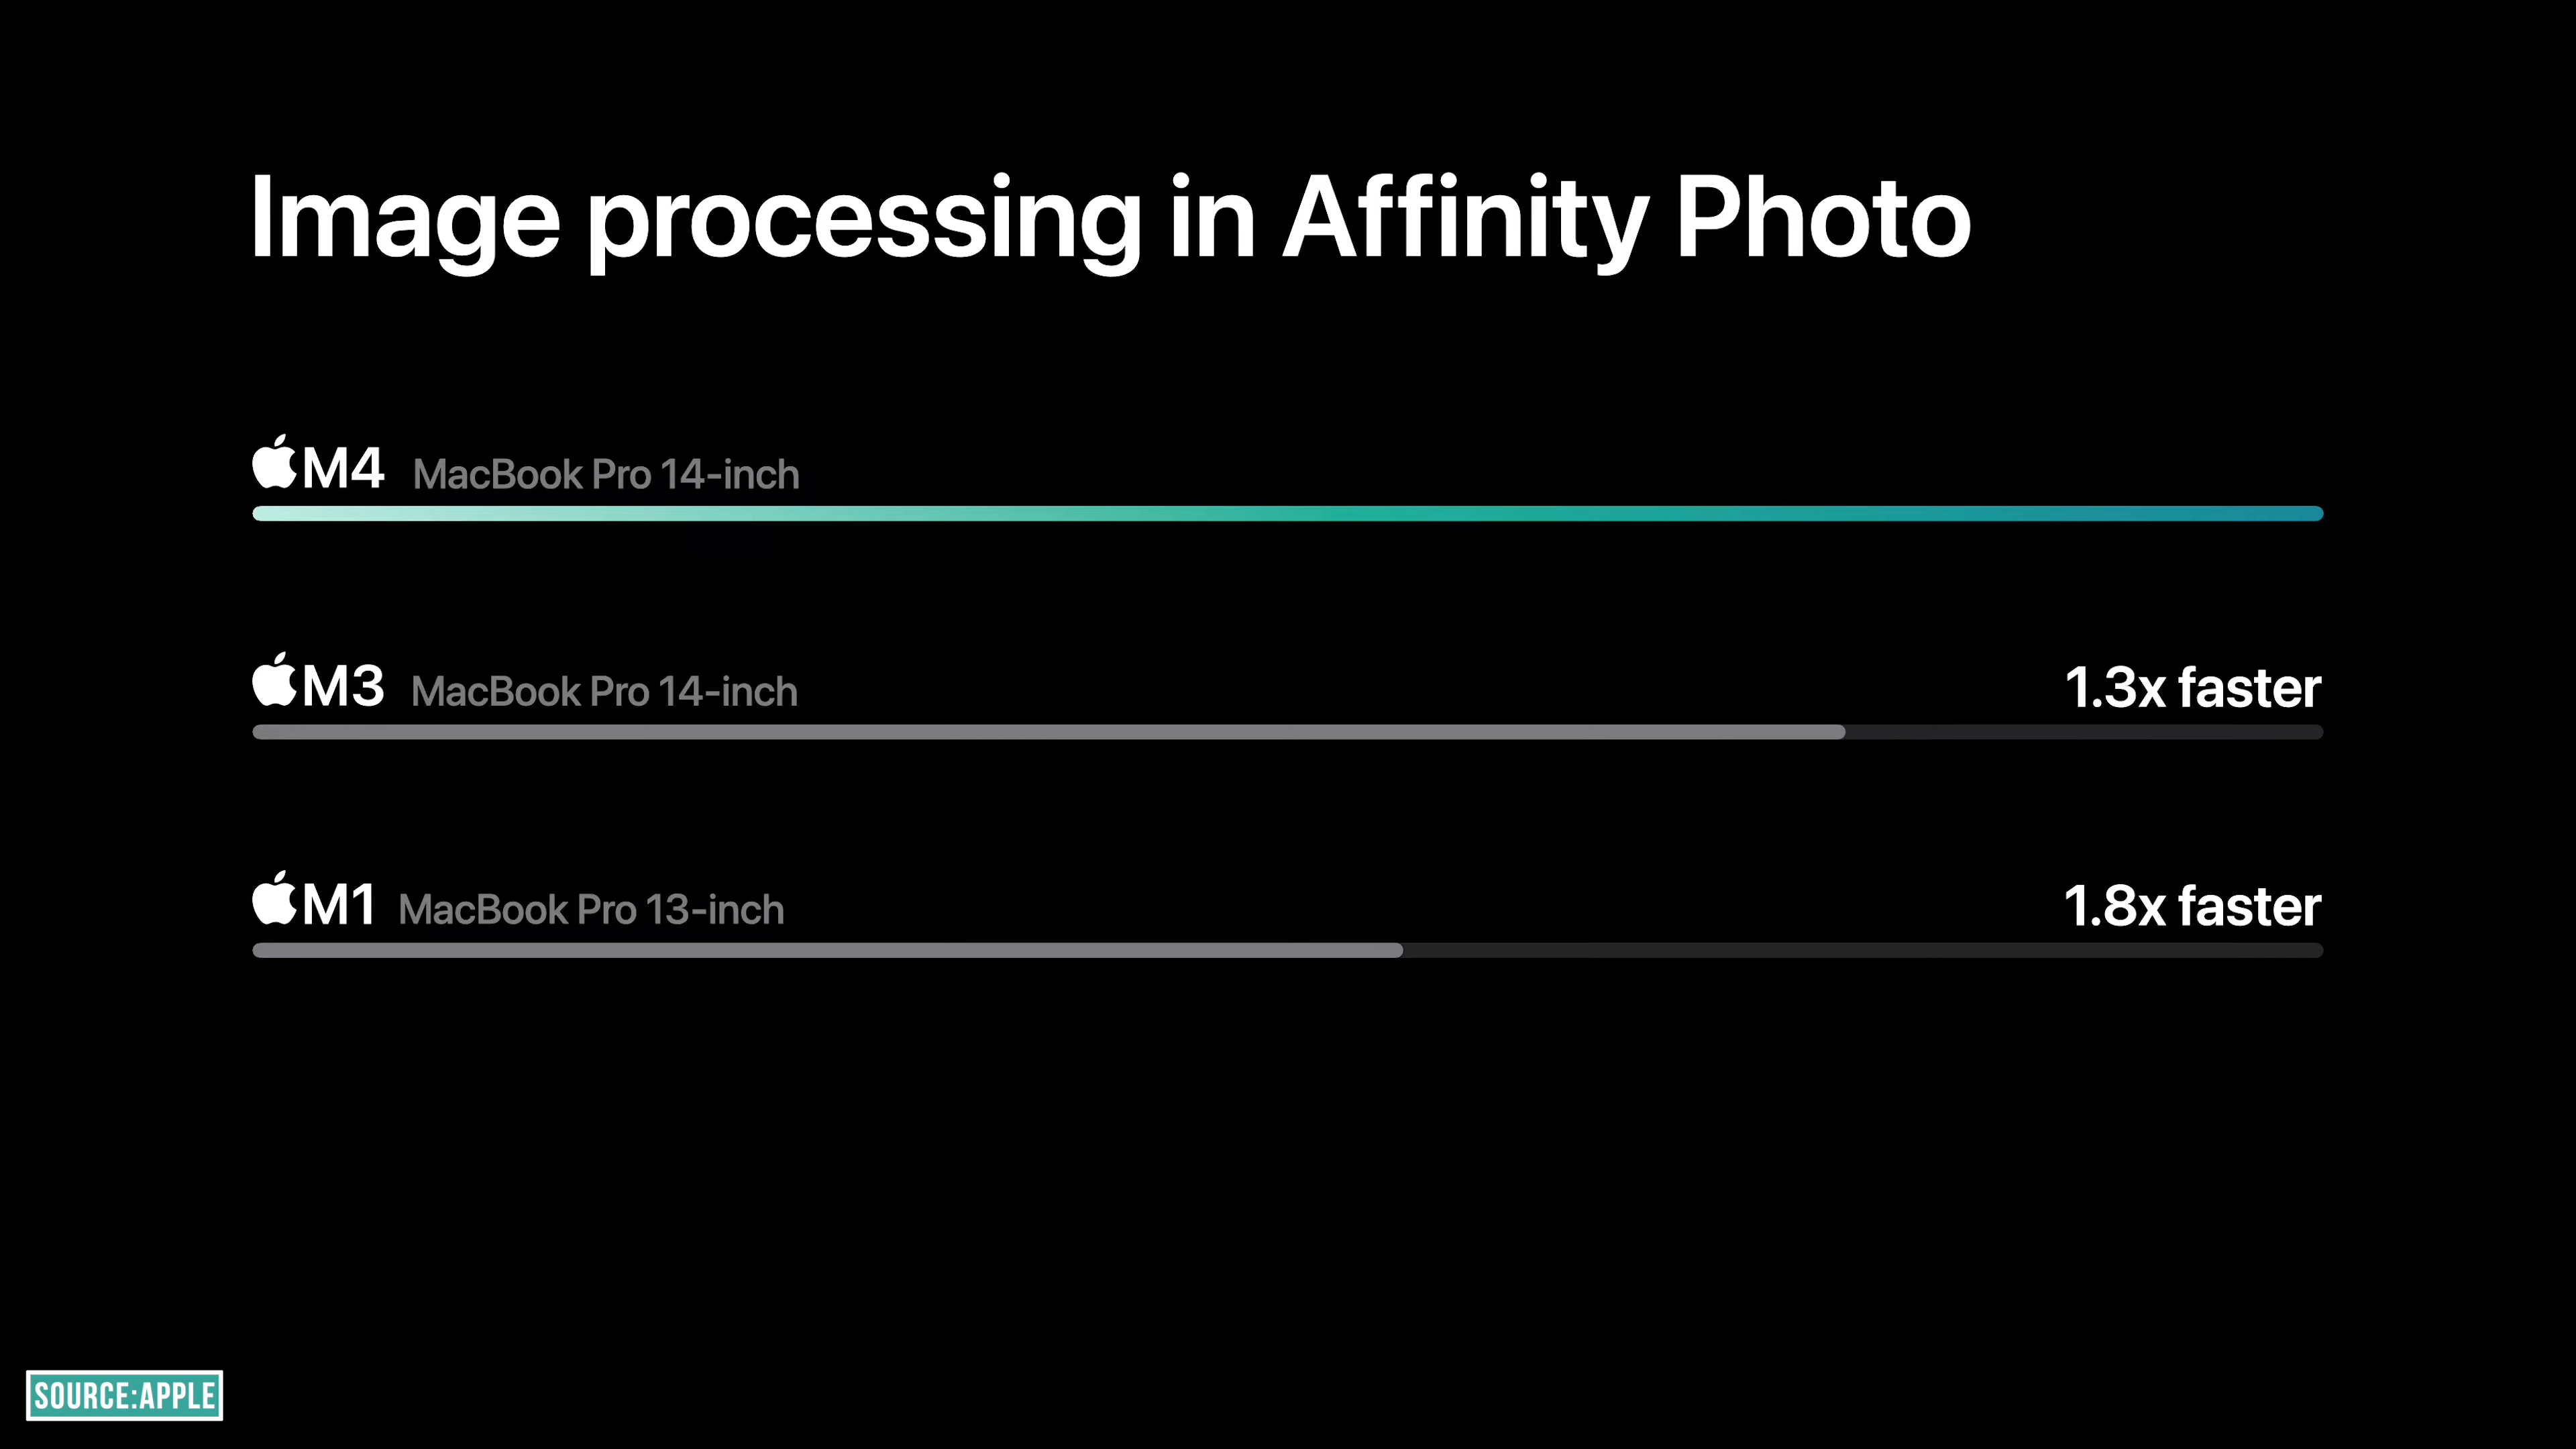 Image processing in Affinity Photo
M4 MacBook Pro 14-inch
M3 MacBook Pro 14-inch 1.3x faster
M1 MacBook Pro 13-inch 1.8x faster
SOURCE:APPLE